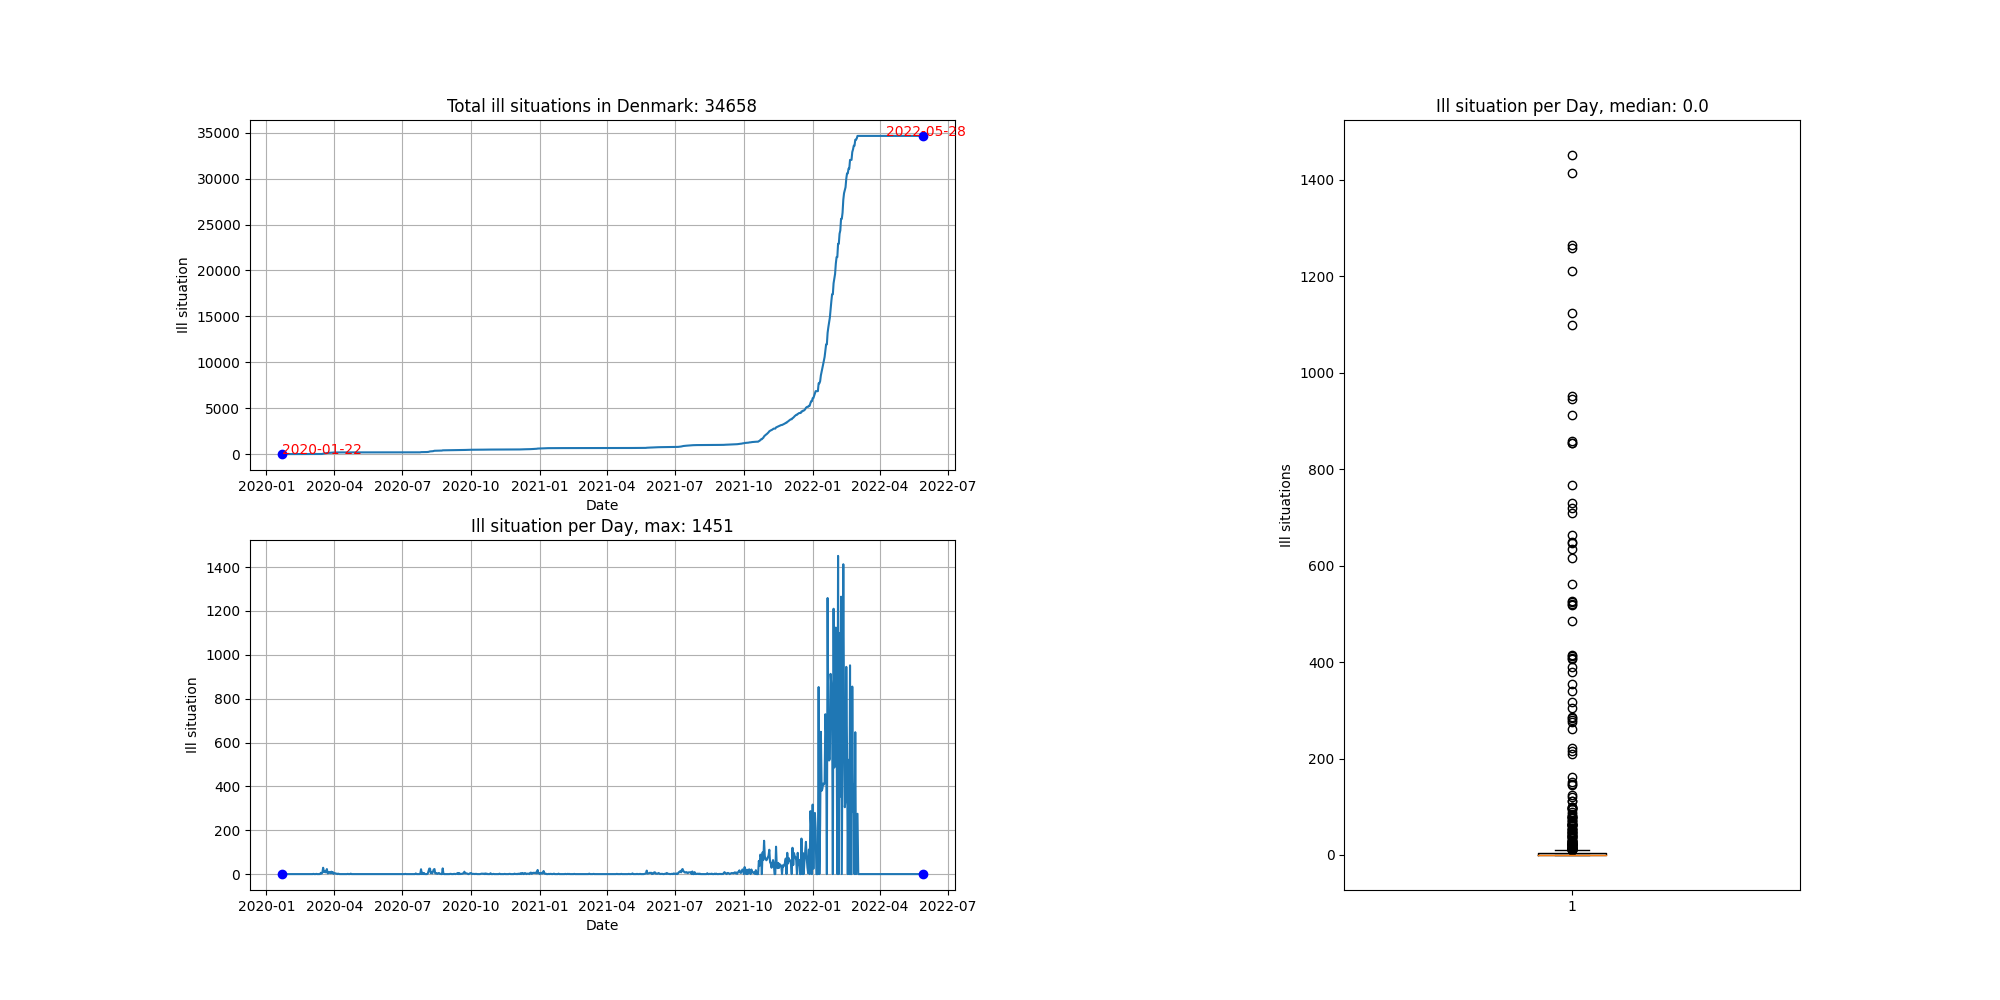 Total ill situations in Denmark: 34658
35000
30000
25000
20000
15000
10000
5000
0
Ill situation
2022-05-28
2020-01-22
2020-01 2020-04 2020-07 2020-10 2021-01 2021-04 2021-07 2021-10 2022-01 2022-04 2022-07
Date
Ill situation per Day, max: 1451
1400
1200
1000
800
600
400
200
0
Ill situation
2020-01 2020-04 2020-07 2020-10 2021-01 2021-04 2021-07 2021-10 2022-01 2022-04 2022-07
Date
Ill situation per Day, median: 0.0
1400
1200
1000
800
600
400
200
0
Ill situations
1